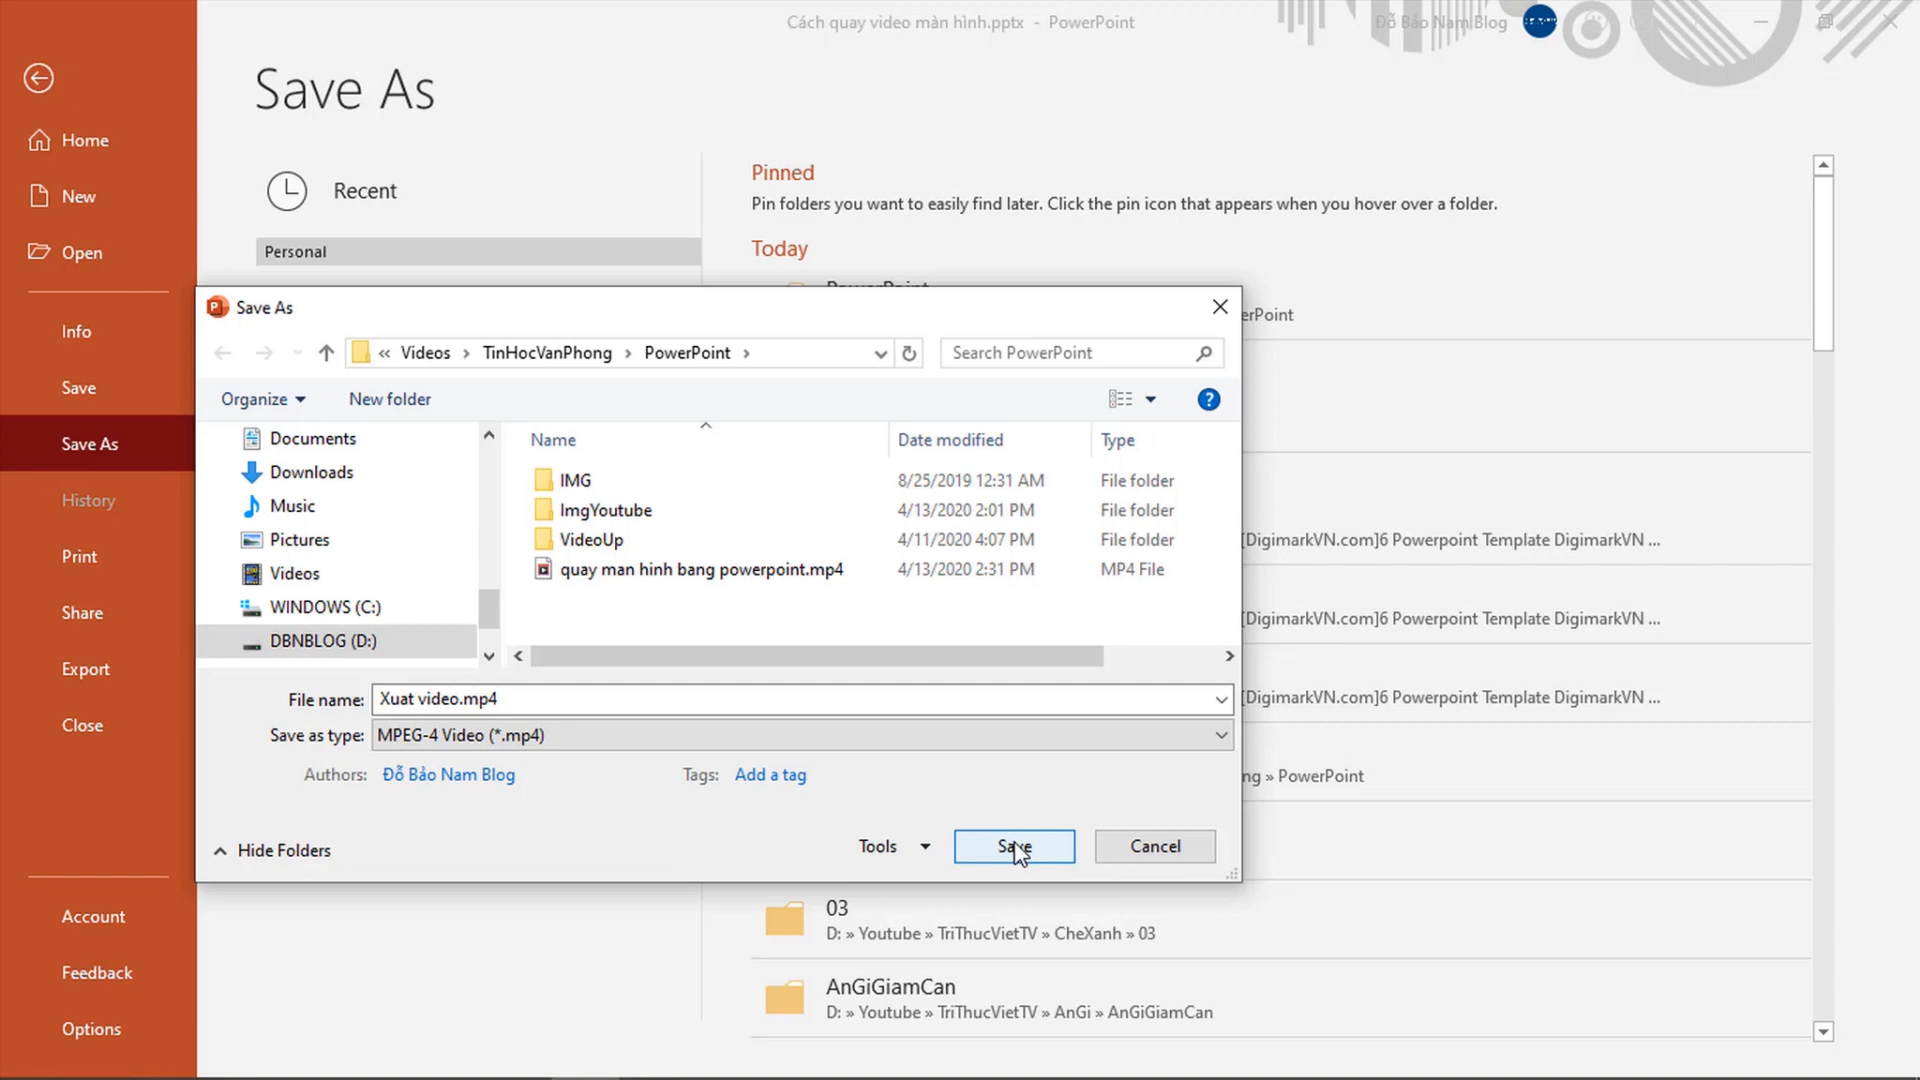 Cách quay video màn hình.pptx - PowerPoint
Đỗ Bảo Nam Blog
Save As
Home
New
Open
Info
Save
Save As
History
Print
Share
Export
Close
Account
Feedback
Options
Recent
Personal
Pinned
Pin folders you want to easily find later. Click the pin icon that appears when you hover over a folder.
Today
PowerPoint
erPoint
Save As
« Videos › TinHocVanPhong › PowerPoint ›
Search PowerPoint
Organize
New folder
Documents
Downloads
Music
Pictures
Videos
WINDOWS (C:)
DBNBLOG (D:)
Name Date modified Type
IMG 8/25/2019 12:31 AM File folder
ImgYoutube 4/13/2020 2:01 PM File folder
VideoUp 4/11/2020 4:07 PM File folder
quay man hinh bang powerpoint.mp4 4/13/2020 2:31 PM MP4 File
File name: Xuat video.mp4
Save as type: MPEG-4 Video (*.mp4)
Authors: Đỗ Bảo Nam Blog Tags: Add a tag
Hide Folders
Tools Save Cancel
[DigimarkVN.com]6 Powerpoint Template DigimarkVN ...
[DigimarkVN.com]6 Powerpoint Template DigimarkVN ...
[DigimarkVN.com]6 Powerpoint Template DigimarkVN ...
ng » PowerPoint
03
D: » Youtube » TriThucVietTV » CheXanh » 03
AnGiGiamCan
D: » Youtube » TriThucVietTV » AnGi » AnGiGiamCan